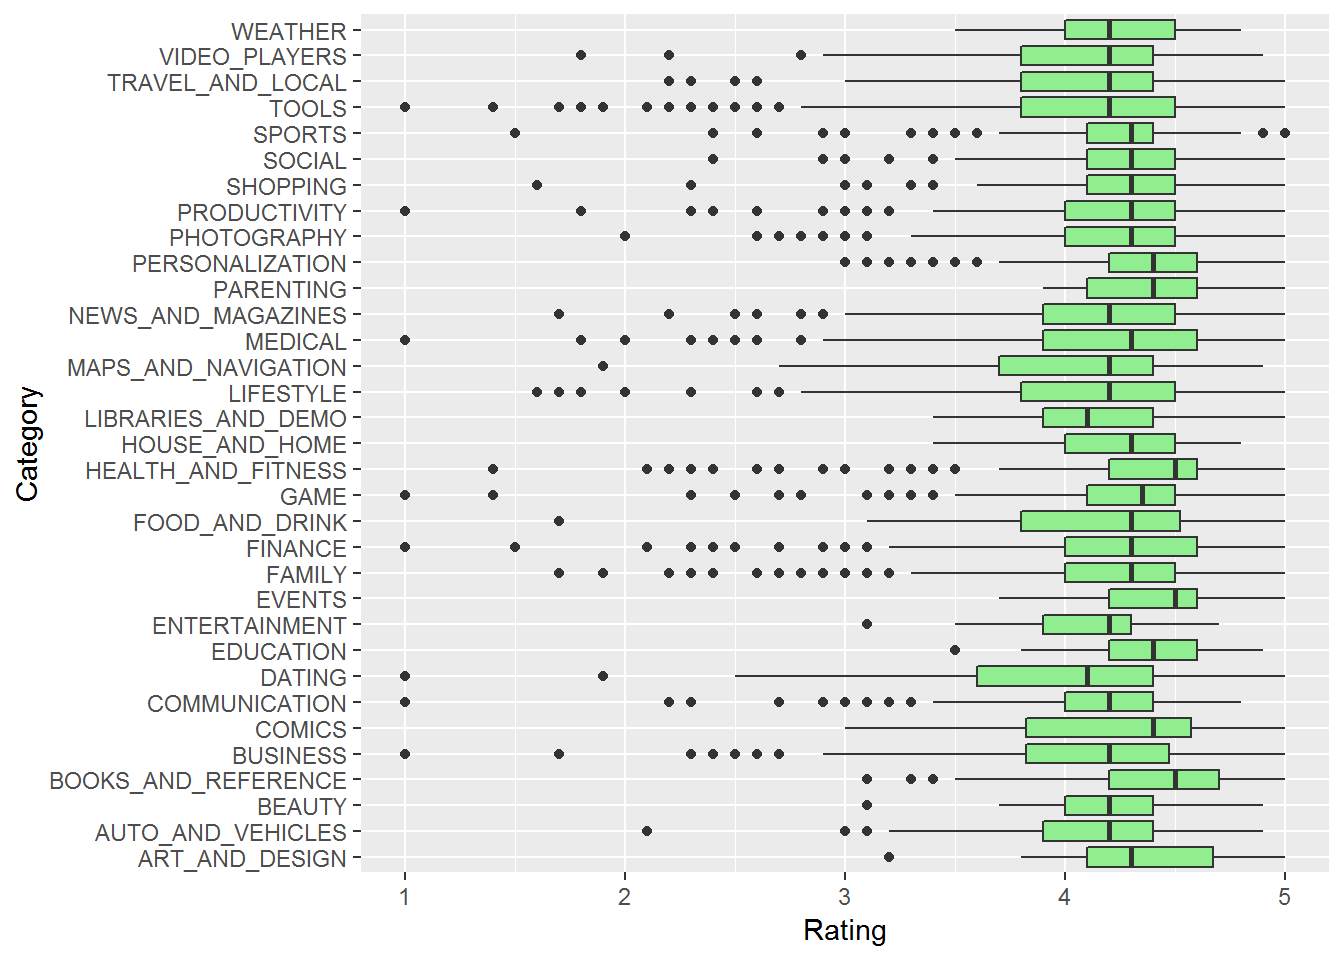 WEATHER
VIDEO_PLAYERS
TRAVEL_AND_LOCAL
TOOLS
SPORTS
SOCIAL
SHOPPING
PRODUCTIVITY
PHOTOGRAPHY
PERSONALIZATION
PARENTING
NEWS_AND_MAGAZINES
MEDICAL
MAPS_AND_NAVIGATION
LIFESTYLE
LIBRARIES_AND_DEMO
HOUSE_AND_HOME
HEALTH_AND_FITNESS
GAME
FOOD_AND_DRINK
FINANCE
FAMILY
EVENTS
ENTERTAINMENT
EDUCATION
DATING
COMMUNICATION
COMICS
BUSINESS
BOOKS_AND_REFERENCE
BEAUTY
AUTO_AND_VEHICLES
ART_AND_DESIGN
Category
1 2 3 4 5
Rating